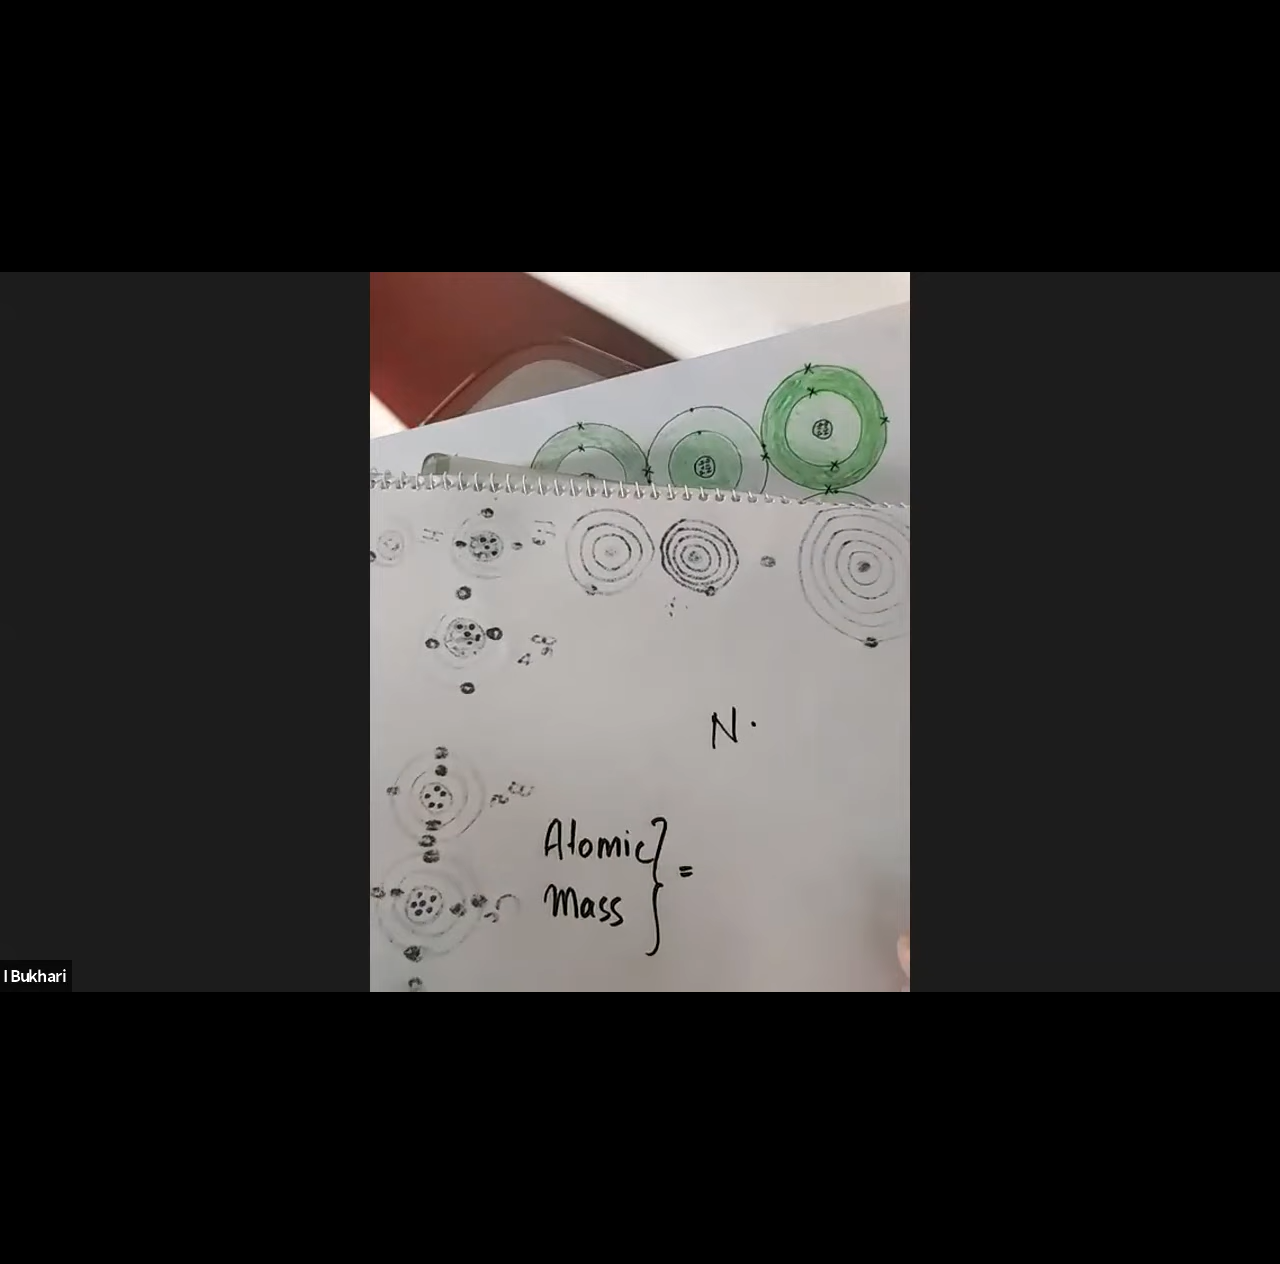 N.
Atomic
Mass } =
I Bukhari